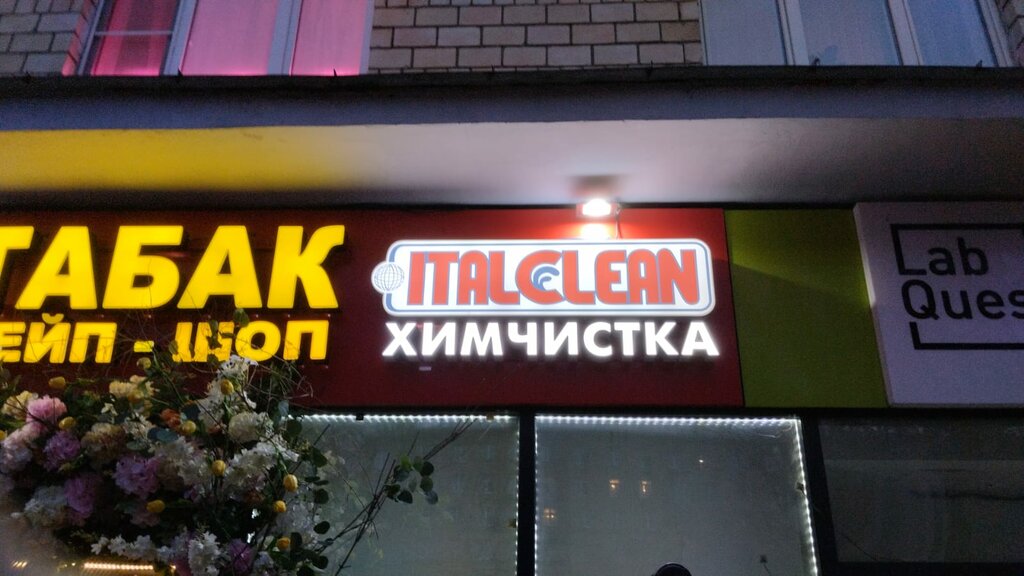 ТАБАК
ЕЙП - ШОП
ITALCLEAN
ХИМЧИСТКА
Lab
Ques